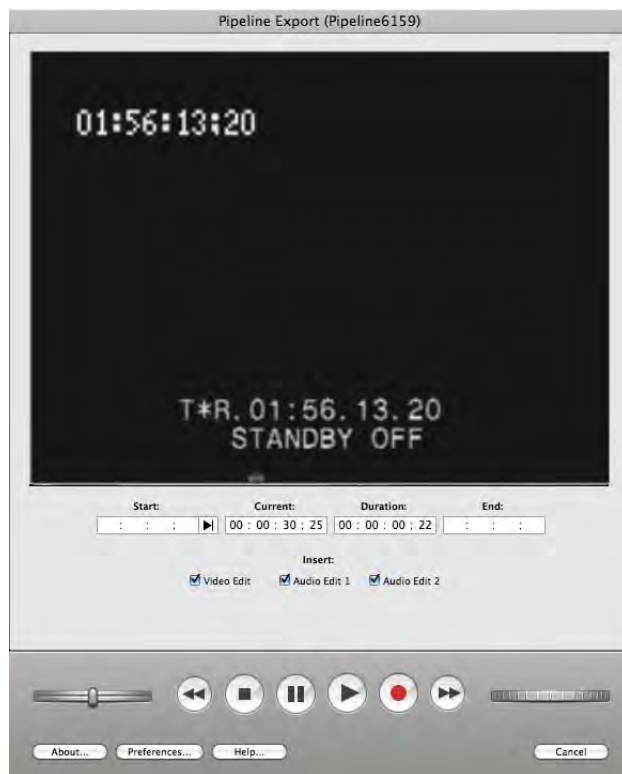 Pipeline Export (Pipeline6159)
01:56:13:20
T*R.01:56.13.20
STANDBY OFF
Start: Current: Duration: End:
: : ; 00 : 00 : 30 ; 25 00 : 00 : 00 ; 22 : : ;
Insert:
Video Edit Audio Edit 1 Audio Edit 2
About... Preferences... Help... Cancel